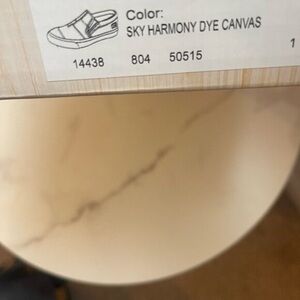 Color:
SKY HARMONY DYE CANVAS
14438 804 50515 1